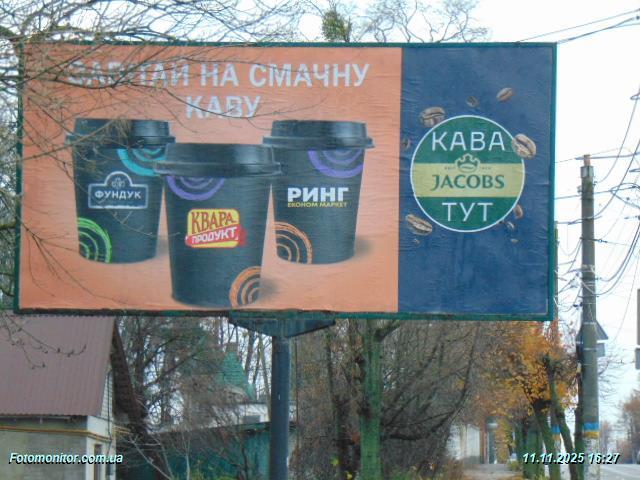 ЗАВІТАЙ НА СМАЧНУ
КАВУ
ФУНДУК
КВАРА
ПРОДУКТ
РИНГ
ЕКОНОМ МАРКЕТ
КАВА
JACOBS
ТУТ
Fotomonitor.com.ua
11.11.2025 16:27